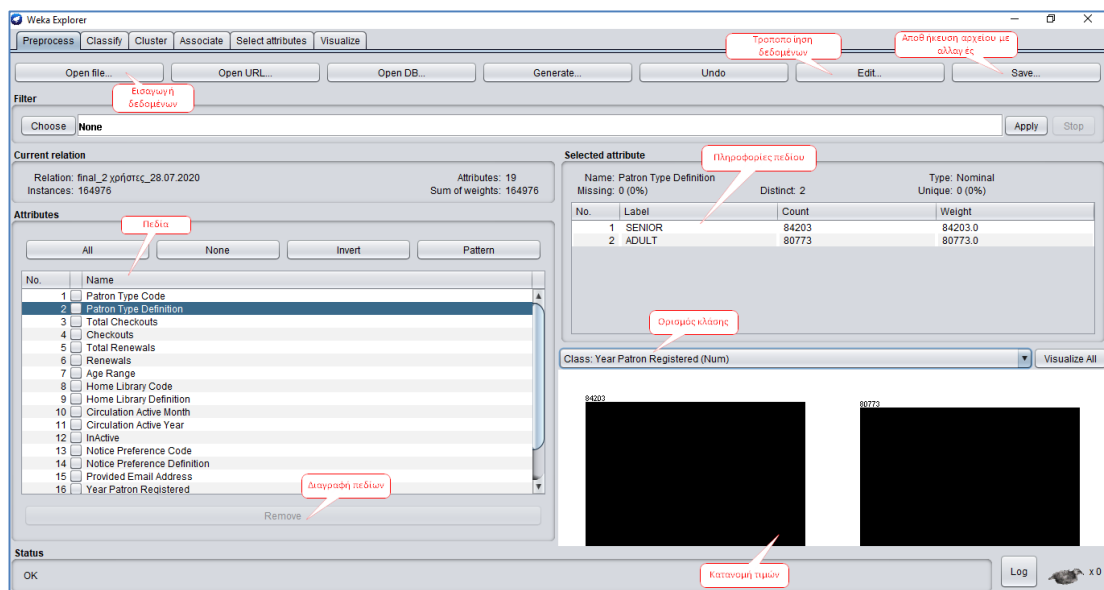 Weka Explorer
Preprocess Classify Cluster Associate Select attributes Visualize
Τροποποίηση δεδομένων
Αποθήκευση αρχείου με αλλαγές
Open file... Open URL... Open DB... Generate... Undo Edit... Save...
Εισαγωγή δεδομένων
Filter
Choose None Apply Stop
Current relation
Relation: final_2 χρήστες_28.07.2020 Attributes: 19
Instances: 164976 Sum of weights: 164976
Attributes
Πεδία
All None Invert Pattern
No. Name
1 Patron Type Code
2 Patron Type Definition
3 Total Checkouts
4 Checkouts
5 Total Renewals
6 Renewals
7 Age Range
8 Home Library Code
9 Home Library Definition
10 Circulation Active Month
11 Circulation Active Year
12 InActive
13 Notice Preference Code
14 Notice Preference Definition
15 Provided Email Address
16 Year Patron Registered
Διαγραφή πεδίων
Remove
Selected attribute
Πληροφορίες πεδίου
Name: Patron Type Definition Type: Nominal
Missing: 0 (0%) Distinct: 2 Unique: 0 (0%)
No. Label Count Weight
1 SENIOR 84203 84203.0
2 ADULT 80773 80773.0
Ορισμός κλάσης
Class: Year Patron Registered (Num) Visualize All
84203
80773
Κατανομή τιμών
Status
OK Log x 0